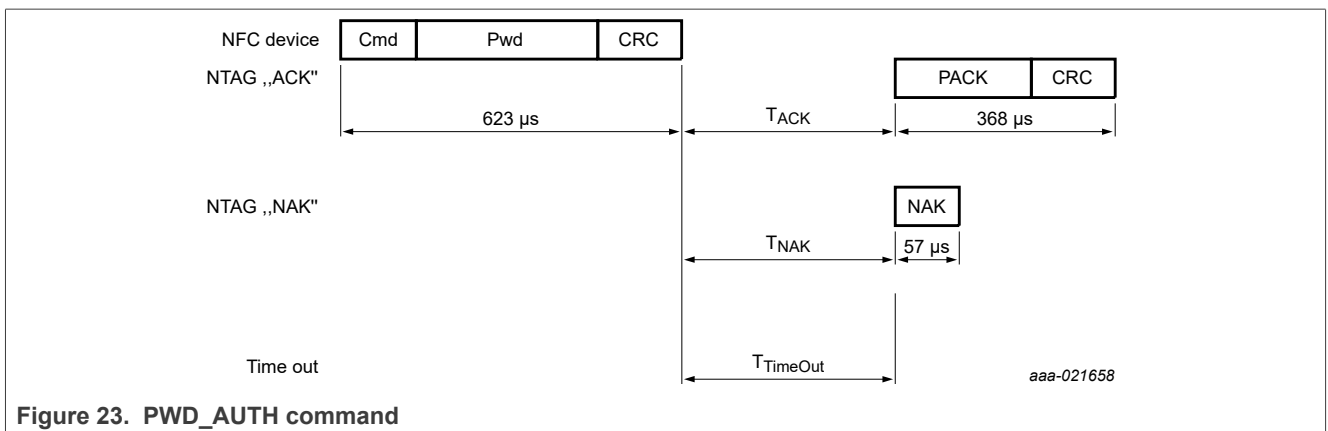 NFC device Cmd Pwd CRC
NTAG ,,ACK" PACK CRC
623 µs TACK 368 µs
NTAG ,,NAK" NAK
TNAK 57 µs
Time out TTimeOut aaa-021658
Figure 23. PWD_AUTH command